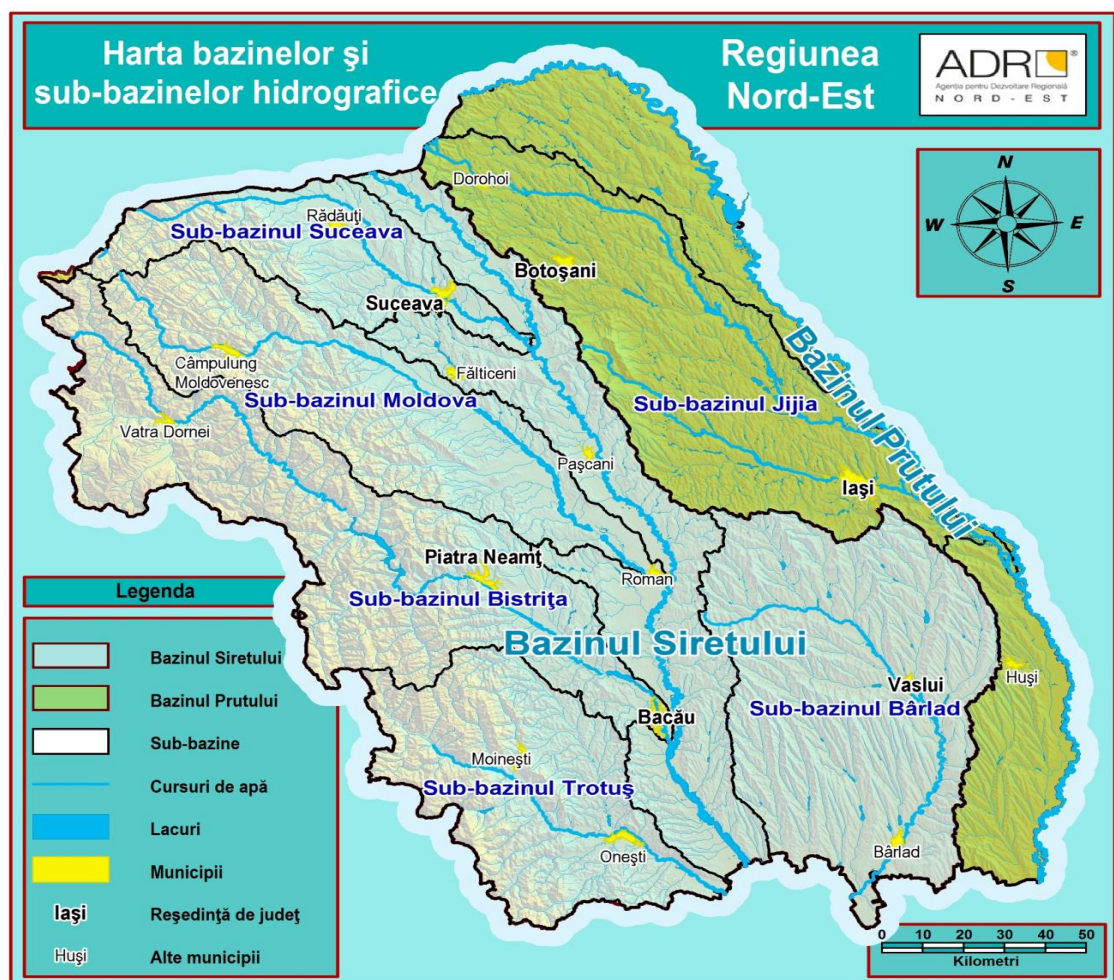 Harta bazinelor şi
sub-bazinelor hidrografice
Regiunea
Nord-Est
ADR
®
Agenţia pentru Dezvoltare Regională
NORD-EST
N
W
E
S
Dorohoi
Rădăuţi
Sub-bazinul Suceava
Botoşani
Suceava
Câmpulung
Moldovenesc
Fălticeni
Sub-bazinul Moldova
Sub-bazinul Jijia
Bazinul Prutului
Vatra Dornei
Paşcani
Iaşi
Piatra Neamţ
Roman
Sub-bazinul Bistriţa
Bazinul Siretului
Huşi
Vaslui
Sub-bazinul Bârlad
Bacău
Moineşti
Sub-bazinul Trotuş
Oneşti
Bârlad
Legenda
Bazinul Siretului
Bazinul Prutului
Sub-bazine
Cursuri de apă
Lacuri
Municipii
Iaşi Reşedinţă de judeţ
Huşi Alte municipii
0 10 20 30 40 50
Kilometri